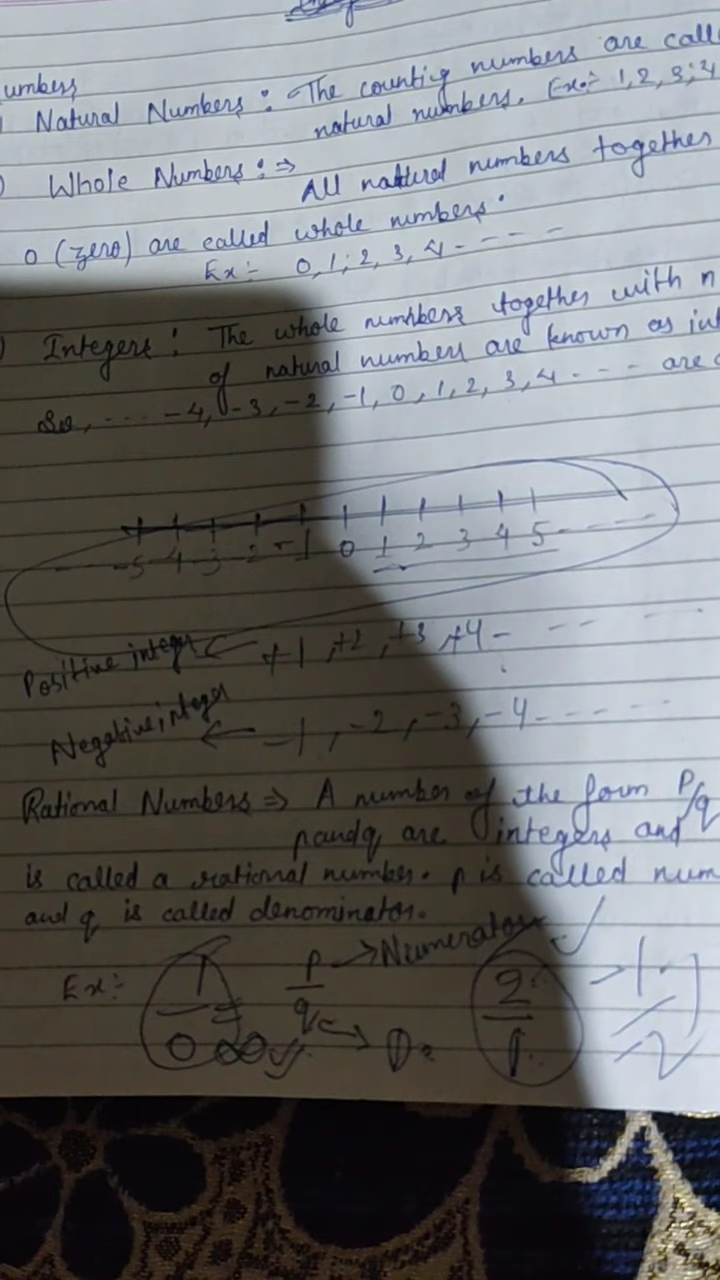 umbers
Natural Numbers : The counting numbers are call
natural numbers. Ex:- 1, 2, 3, 4
Whole Numbers : ⇒
All natural numbers together
0 (zero) are called whole numbers.
Ex:- 0, 1, 2, 3, 4 - - - -
Integers : The whole numbers together with n
of natural numbers are known as int
So, ---- -4, -3, -2, -1, 0, 1, 2, 3, 4 - - - are
-5 -4 -3 -2 -1 0 1 2 3 4 5 - - - -
Positive integer ← +1, +2, +3, +4 - - - -
Negative integer ← -1, -2, -3, -4 - - - - -
Rational Numbers ⇒ A number of the form P/q
p and q are integers and
is called a rational number. p is called num
and q is called denominator.
Ex:- 1/0 = ∞ p/q → Numerator 2/1
→ D.